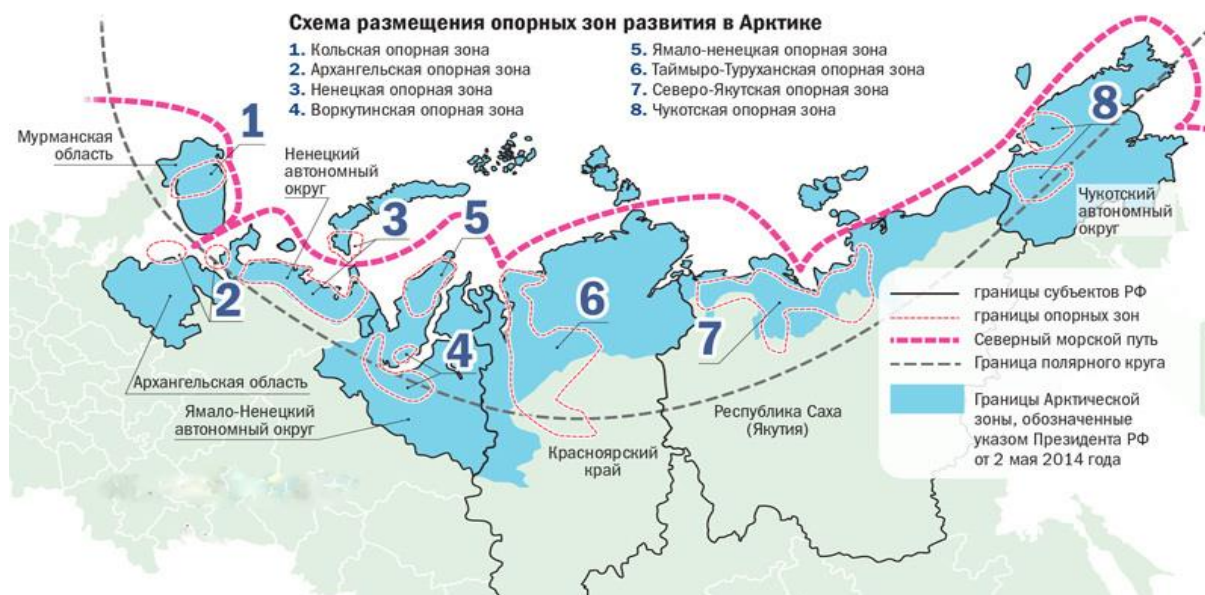 Схема размещения опорных зон развития в Арктике
1. Кольская опорная зона
2. Архангельская опорная зона
3. Ненецкая опорная зона
4. Воркутинская опорная зона
5. Ямало-ненецкая опорная зона
6. Таймыро-Туруханская опорная зона
7. Северо-Якутская опорная зона
8. Чукотская опорная зона
1
Мурманская
область
Ненецкий
автономный
округ
3
5
2
4
6
7
8
Чукотский
автономный
округ
Архангельская область
Ямало-Ненецкий
автономный округ
Красноярский
край
Республика Саха
(Якутия)
границы субъектов РФ
границы опорных зон
Северный морской путь
Граница полярного круга
Границы Арктической
зоны, обозначенные
указом Президента РФ
от 2 мая 2014 года